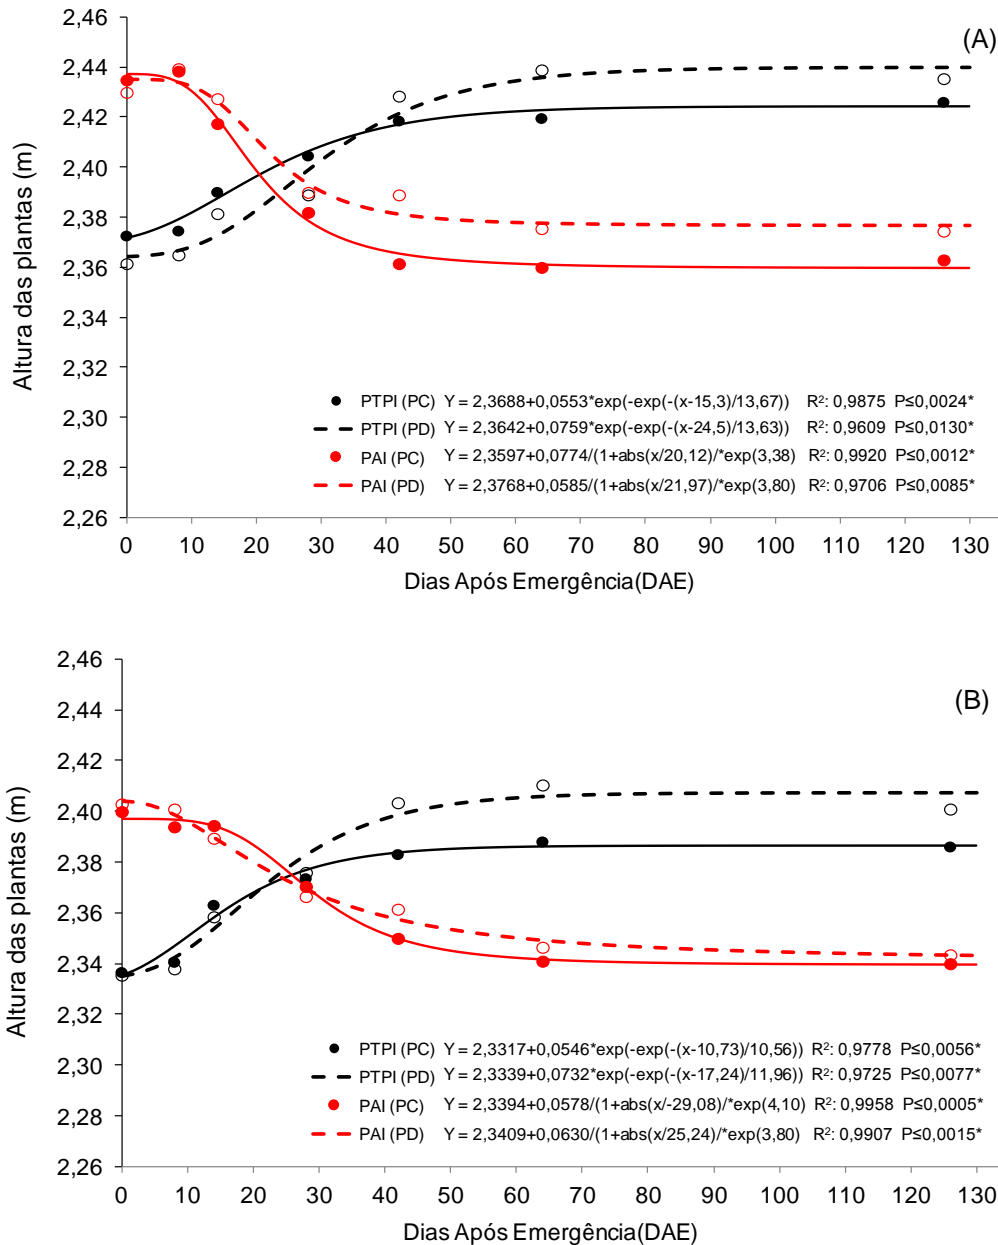 2,46
(A)
2,44
2,42
2,40
2,38
2,36
2,34
2,32
2,30
2,28
2,26
Altura das plantas (m)
PTPI (PC) Y = 2,3688+0,0553*exp(-exp(-(x-15,3)/13,67)) R²: 0,9875 P≤0,0024*
PTPI (PD) Y = 2,3642+0,0759*exp(-exp(-(x-24,5)/13,63)) R²: 0,9609 P≤0,0130*
PAI (PC) Y = 2,3597+0,0774/(1+abs(x/20,12)/*exp(3,38) R²: 0,9920 P≤0,0012*
PAI (PD) Y = 2,3768+0,0585/(1+abs(x/21,97)/*exp(3,80) R²: 0,9706 P≤0,0085*
0 10 20 30 40 50 60 70 80 90 100 110 120 130
Dias Após Emergência(DAE)
2,46
(B)
2,44
2,42
2,40
2,38
2,36
2,34
2,33
2,30
2,28
2,26
Altura das plantas (m)
PTPI (PC) Y = 2,3317+0,0546*exp(-exp(-(x-10,73)/10,56)) R²: 0,9778 P≤0,0056*
PTPI (PD) Y = 2,3339+0,0732*exp(-exp(-(x-17,24)/11,96)) R²: 0,9725 P≤0,0077*
PAI (PC) Y = 2,3394+0,0578/(1+abs(x/-29,08)/*exp(4,10) R²: 0,9958 P≤0,0005*
PAI (PD) Y = 2,3409+0,0630/(1+abs(x/25,24)/*exp(3,80) R²: 0,9907 P≤0,0015*
0 10 20 30 40 50 60 70 80 90 100 110 120 130
Dias Após Emergência(DAE)